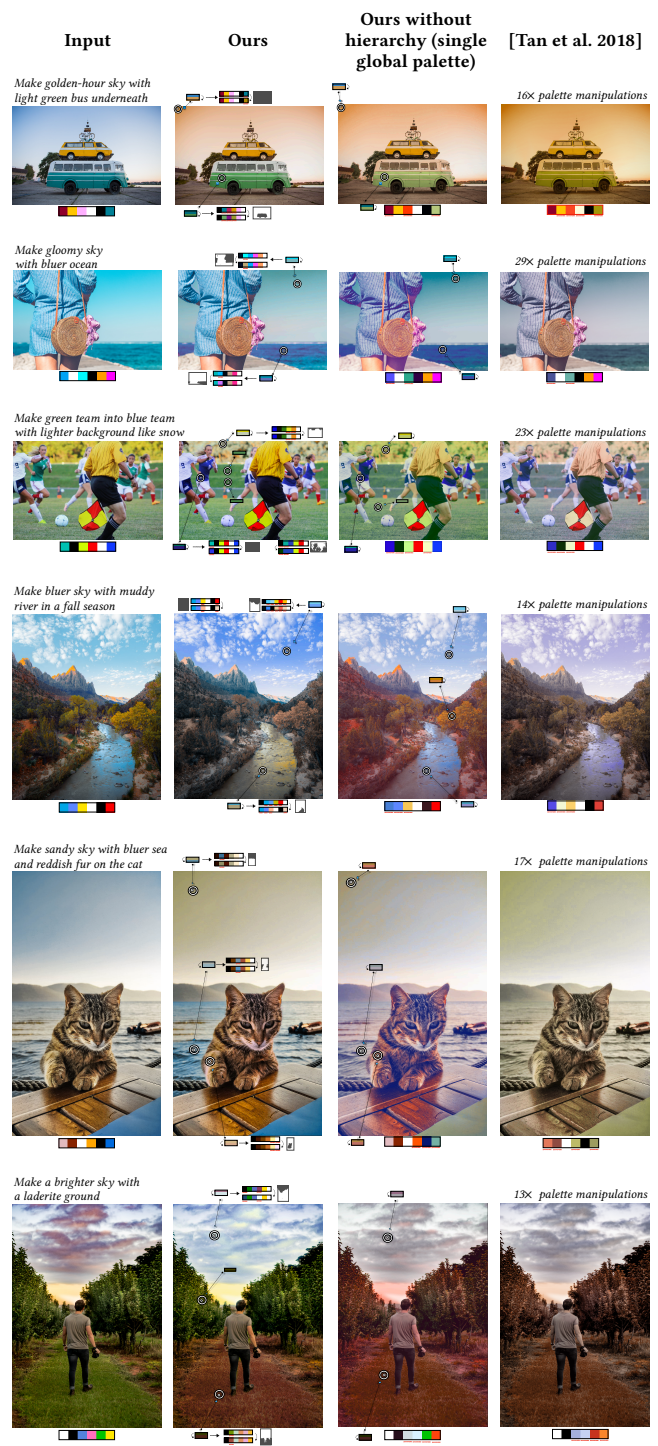 Input
Ours
Ours without
hierarchy (single
global palette)
[Tan et al. 2018]
Make golden-hour sky with
light green bus underneath
16× palette manipulations
Make gloomy sky
with bluer ocean
29× palette manipulations
Make green team into blue team
with lighter background like snow
23× palette manipulations
Make bluer sky with muddy
river in a fall season
14× palette manipulations
Make sandy sky with bluer sea
and reddish fur on the cat
17× palette manipulations
Make a brighter sky with
a laderite ground
13× palette manipulations